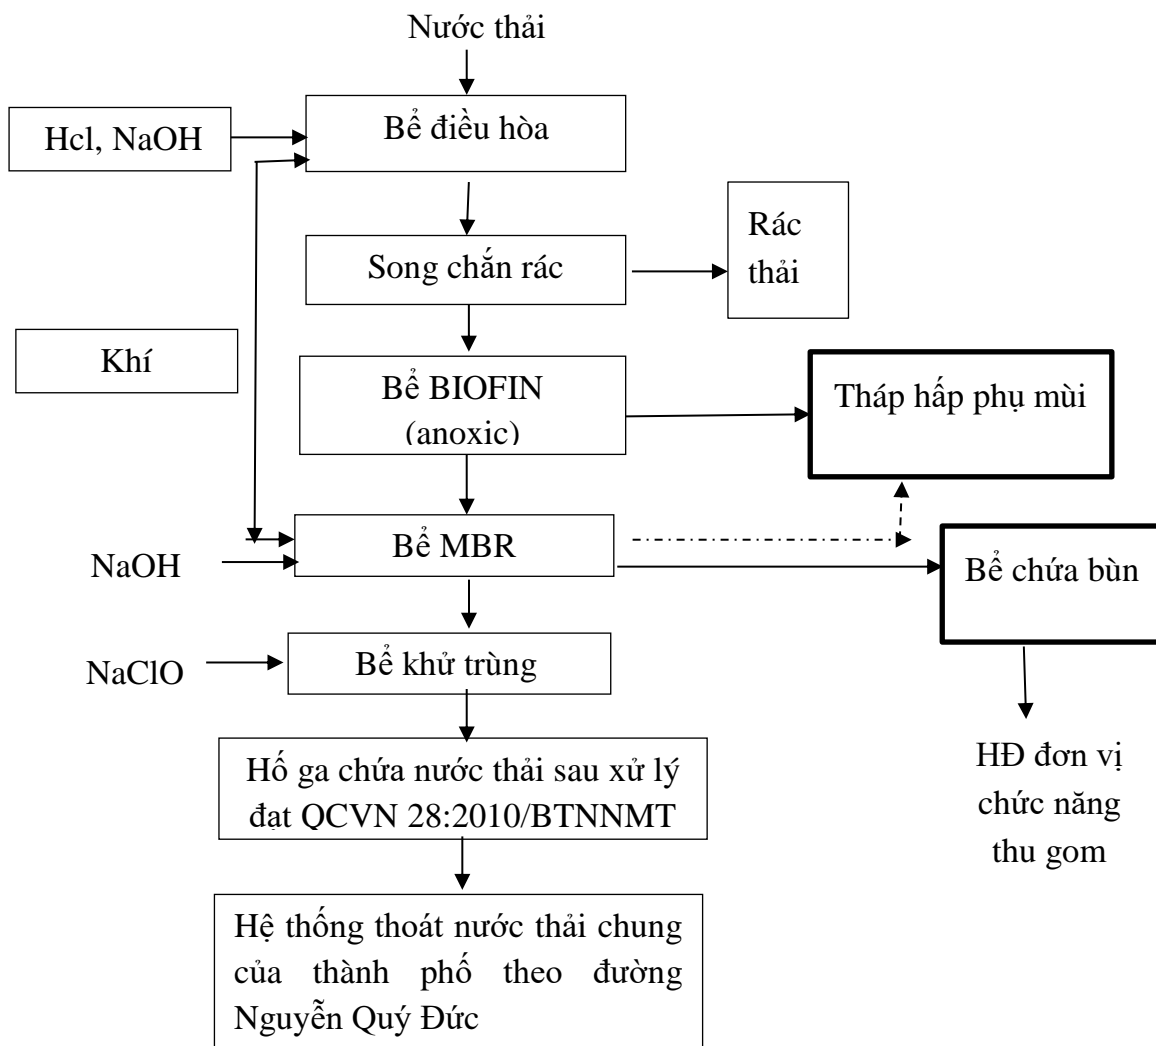 Nước thải
Hcl, NaOH
Bể điều hòa
Song chắn rác
Rác
thải
Khí
Bể BIOFIN
(anoxic)
Tháp hấp phụ mùi
NaOH
Bể MBR
Bể chứa bùn
NaClO
Bể khử trùng
Hố ga chứa nước thải sau xử lý
đạt QCVN 28:2010/BTNNMT
HĐ đơn vị
chức năng
thu gom
Hệ thống thoát nước thải chung
của thành phố theo đường
Nguyễn Quý Đức